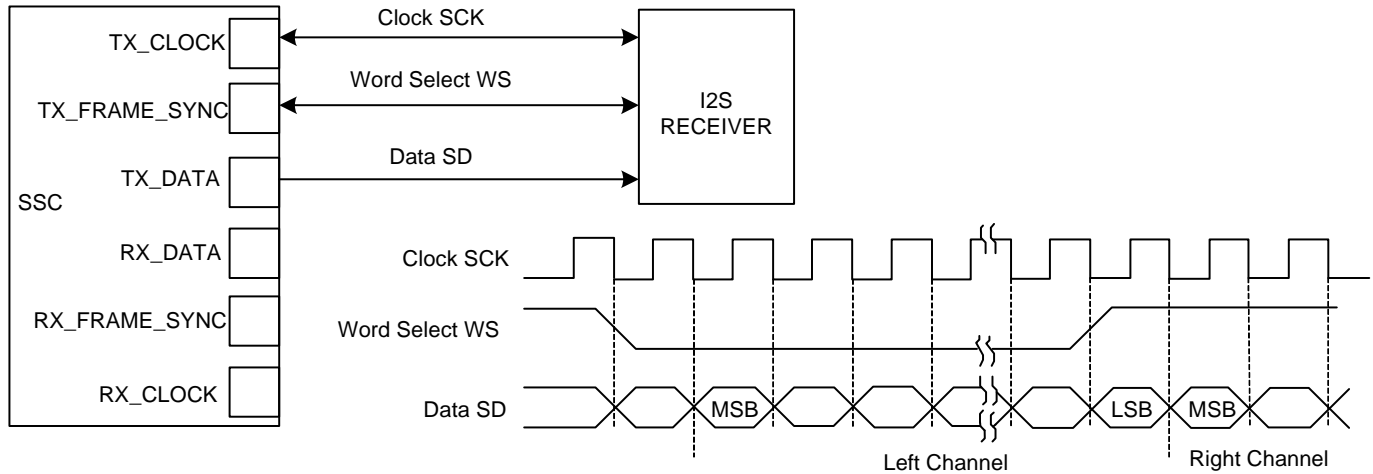 Clock SCK
TX_CLOCK
Word Select WS
TX_FRAME_SYNC
I2S
RECEIVER
Data SD
TX_DATA
SSC
RX_DATA
Clock SCK
RX_FRAME_SYNC
Word Select WS
RX_CLOCK
Data SD
MSB
LSB
MSB
Left Channel
Right Channel